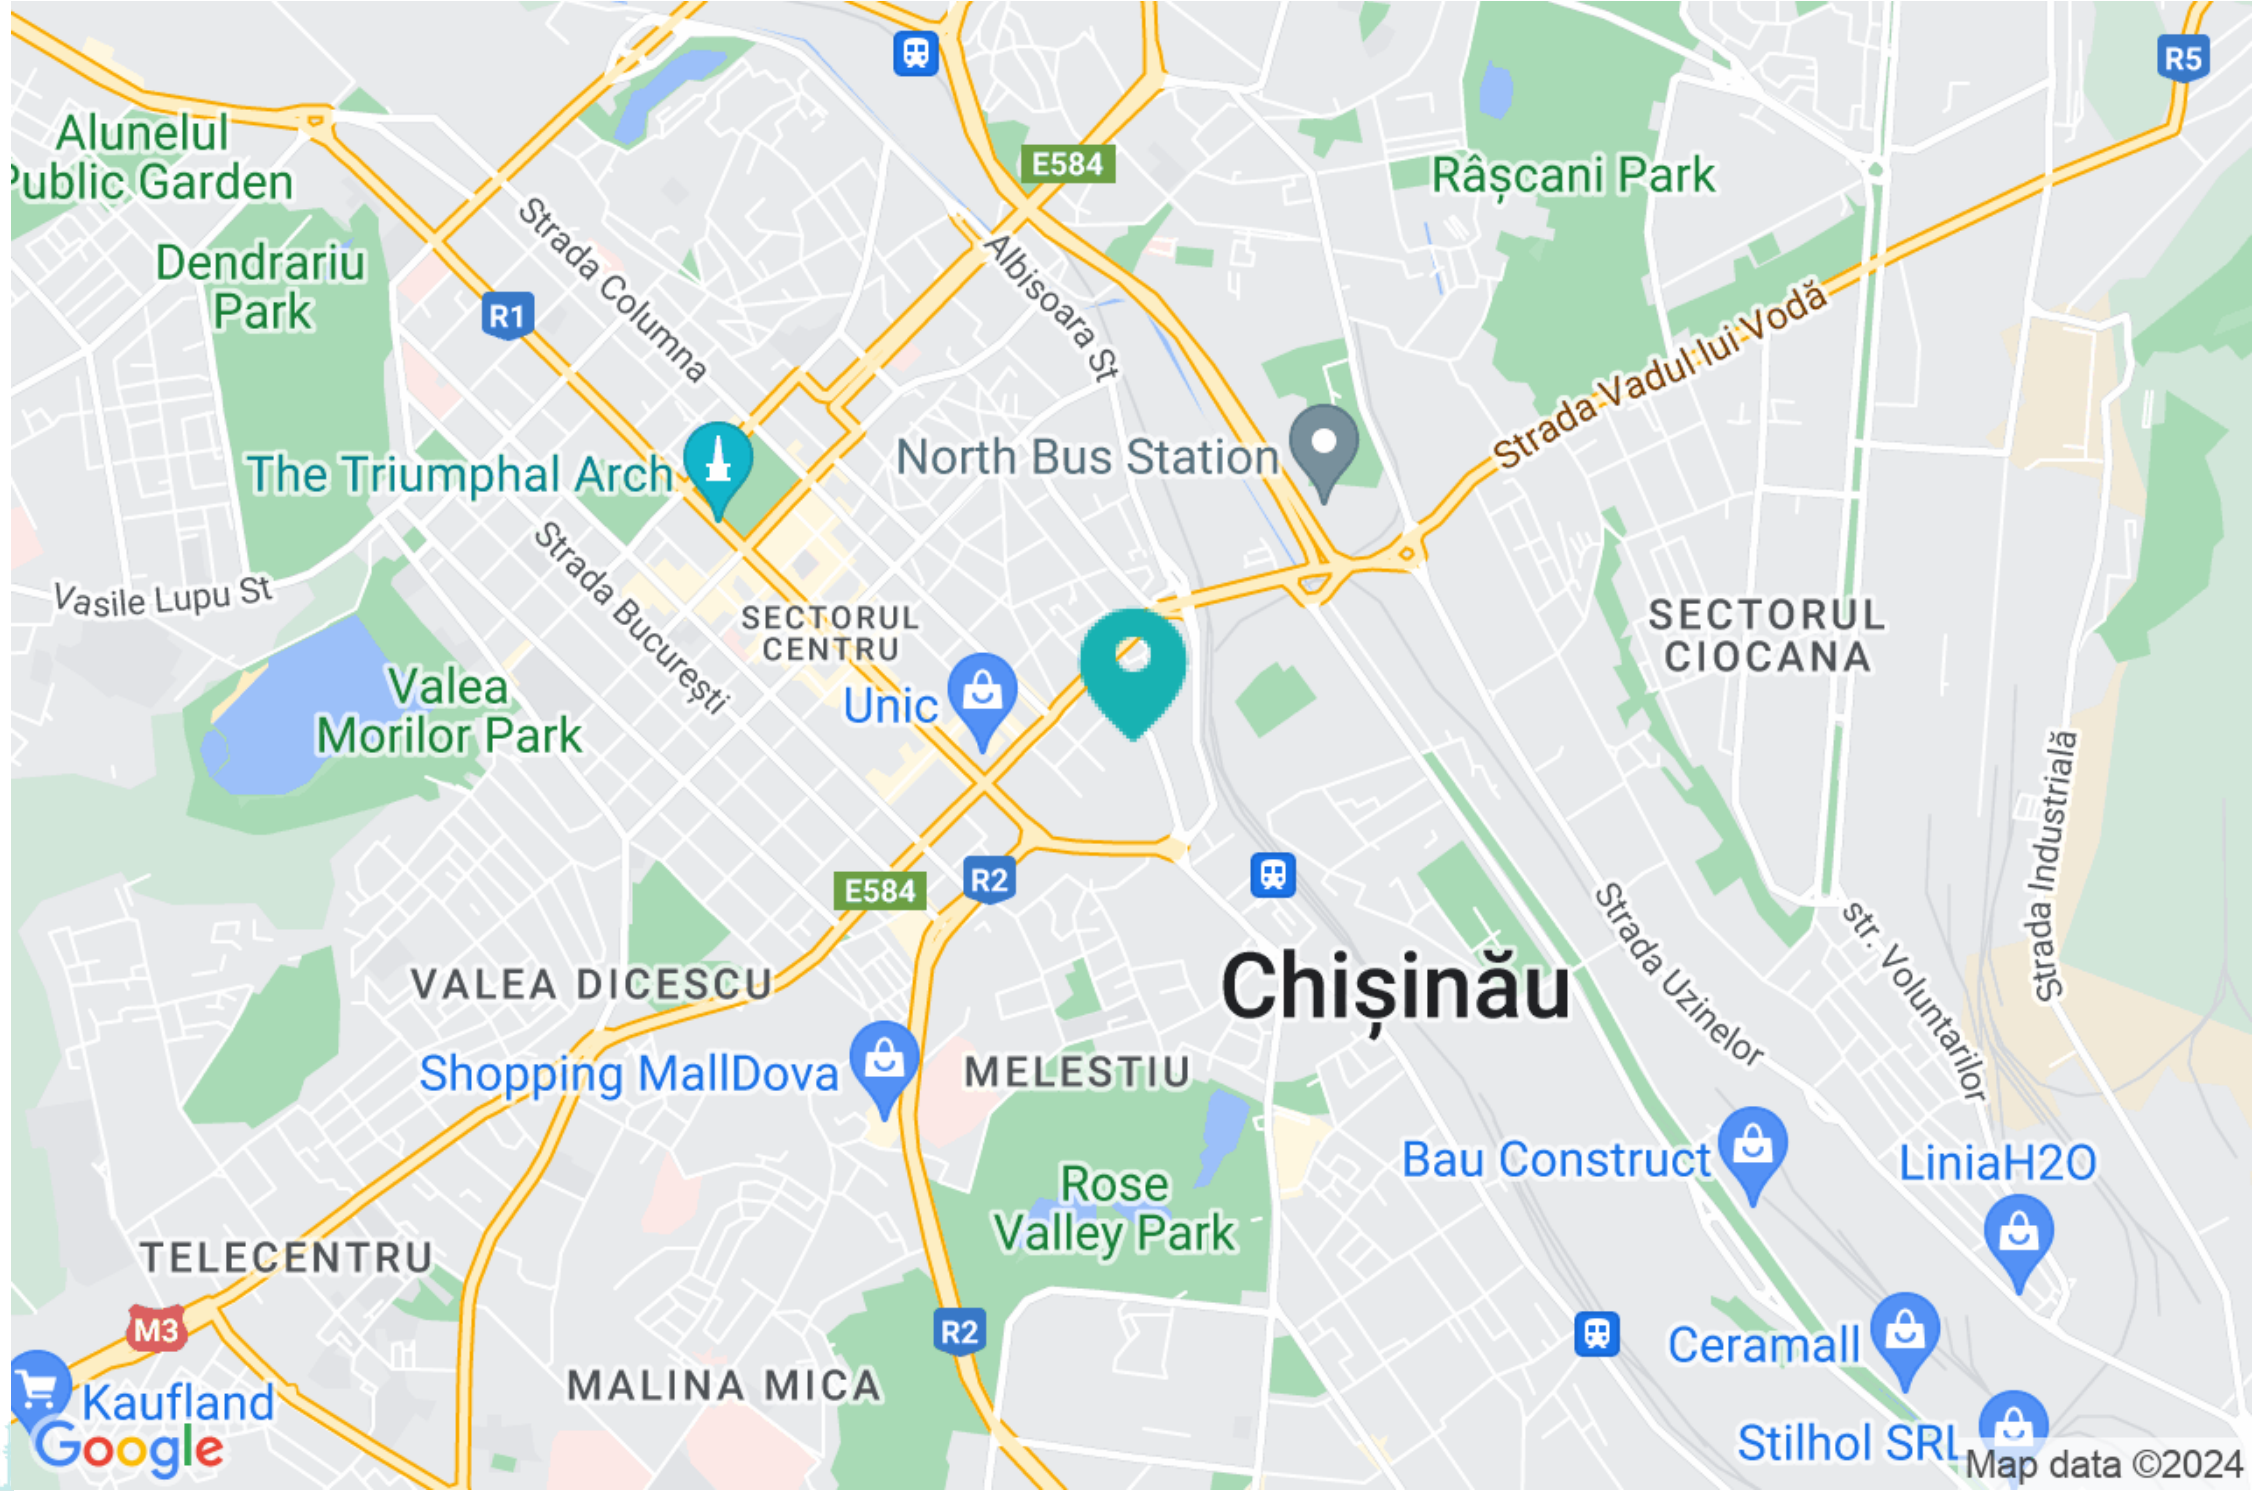 R5
Alunelul
Public Garden
E584
Râșcani Park
Dendrariu
Park
Strada Columna
Albisoara St
R1
Strada Vadul lui Vodă
The Triumphal Arch
North Bus Station
Strada București
Vasile Lupu St
SECTORUL
CENTRU
SECTORUL
CIOCANA
Valea
Morilor Park
Unic
Strada Industrială
E584
R2
Strada Uzinelor
str. Voluntarilor
VALEA DICESCU
Chișinău
Shopping MallDova
MELESTIU
Bau Construct
LiniaH2O
Rose
Valley Park
TELECENTRU
M3
R2
Ceramall
MALINA MICA
Kaufland
Google
Stilhol SRL
Map data ©2024